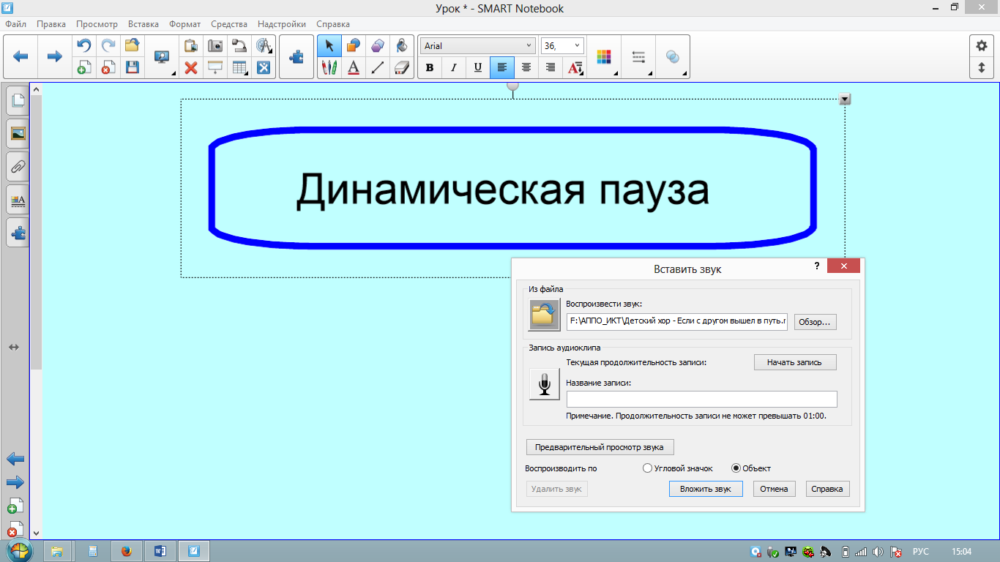 Урок * - SMART Notebook
Файл Правка Просмотр Вставка Формат Средства Надстройки Справка
Arial 36,
B I U A
Динамическая пауза
Вставить звук
Из файла
Воспроизвести звук:
F:\АППО_ИКТ\Детский хор - Если с другом вышел в путь.r Обзор...
Запись аудиоклипа
Текущая продолжительность записи: Начать запись
Название записи:
Примечание. Продолжительность записи не может превышать 01:00.
Предварительный просмотр звука
Воспроизводить по Угловой значок Объект
Удалить звук Вложить звук Отмена Справка
РУС 15:04